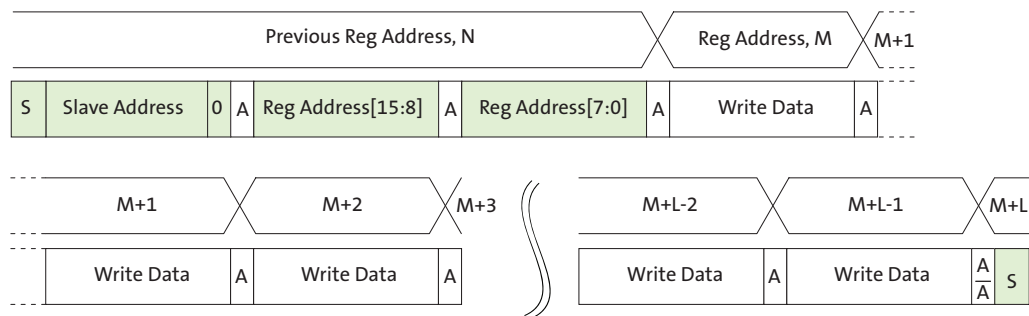 Previous Reg Address, N Reg Address, M M+1
S Slave Address 0 A Reg Address[15:8] A Reg Address[7:0] A Write Data A
M+1 M+2 M+3 M+L-2 M+L-1 M+L
Write Data A Write Data A Write Data A Write Data A/A̅ S